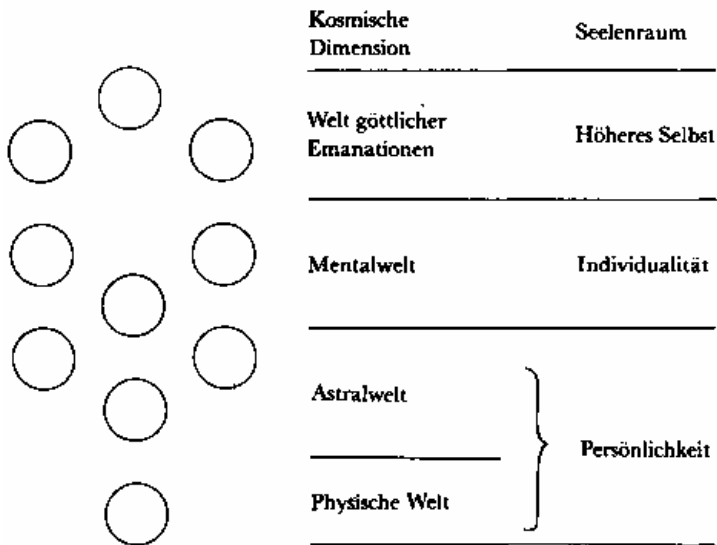 Kosmische
Dimension
Seelenraum
Welt göttlicher
Emanationen
Höheres Selbst
Mentalwelt
Individualität
Astralwelt
Persönlichkeit
Physische Welt